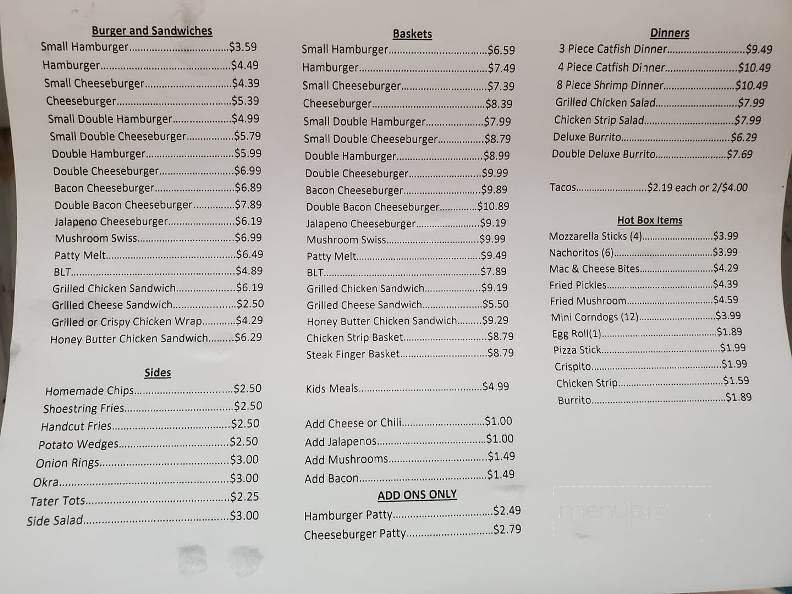 Burger and Sandwiches
Small Hamburger..............................$3.59
Hamburger........................................$4.49
Small Cheeseburger..........................$4.39
Cheeseburger...................................$5.39
Small Double Hamburger.................$4.99
Small Double Cheeseburger..............$5.79
Double Hamburger...........................$5.99
Double Cheeseburger.......................$6.99
Bacon Cheeseburger.........................$6.89
Double Bacon Cheeseburger.............$7.89
Jalapeno Cheeseburger....................$6.19
Mushroom Swiss..............................$6.99
Patty Melt........................................$6.49
BLT...................................................$4.89
Grilled Chicken Sandwich.................$6.19
Grilled Cheese Sandwich...................$2.50
Grilled or Crispy Chicken Wrap..........$4.29
Honey Butter Chicken Sandwich........$6.29
Sides
Homemade Chips..............................$2.50
Shoestring Fries.................................$2.50
Handcut Fries....................................$2.50
Potato Wedges..................................$2.50
Onion Rings.......................................$3.00
Okra...................................................$3.00
Tater Tots...........................................$2.25
Side Salad...........................................$3.00
Baskets
Small Hamburger..............................$6.59
Hamburger.......................................$7.49
Small Cheeseburger..........................$7.39
Cheeseburger...................................$8.39
Small Double Hamburger.................$7.99
Small Double Cheeseburger..............$8.79
Double Hamburger...........................$8.99
Double Cheeseburger.......................$9.99
Bacon Cheeseburger.......................$9.89
Double Bacon Cheeseburger...........$10.89
Jalapeno Cheeseburger...................$9.19
Mushroom Swiss..............................$9.99
Patty Melt.........................................$9.49
BLT....................................................$7.89
Grilled Chicken Sandwich.................$9.19
Grilled Cheese Sandwich..................$5.50
Honey Butter Chicken Sandwich.......$9.29
Chicken Strip Basket.........................$8.79
Steak Finger Basket..........................$8.79
Kids Meals.....................................$4.99
Add Cheese or Chili.........................$1.00
Add Jalapenos.................................$1.00
Add Mushrooms..............................$1.49
Add Bacon.......................................$1.49
ADD ONS ONLY
Hamburger Patty..............................$2.49
Cheeseburger Patty..........................$2.79
Dinners
3 Piece Catfish Dinner.......................$9.49
4 Piece Catfish Dinner......................$10.49
8 Piece Shrimp Dinner......................$10.49
Grilled Chicken Salad........................$7.99
Chicken Strip Salad...........................$7.99
Deluxe Burrito..................................$6.29
Double Deluxe Burrito......................$7.69
Tacos..........................$2.19 each or 2/$4.00
Hot Box Items
Mozzarella Sticks (4)......................$3.99
Nachoritos (6)................................$3.99
Mac & Cheese Bites........................$4.29
Fried Pickles....................................$4.39
Fried Mushroom.............................$4.59
Mini Corndogs (12).........................$3.99
Egg Roll(1)......................................$1.89
Pizza Stick.......................................$1.99
Crispito...........................................$1.99
Chicken Strip..................................$1.59
Burrito............................................$1.89